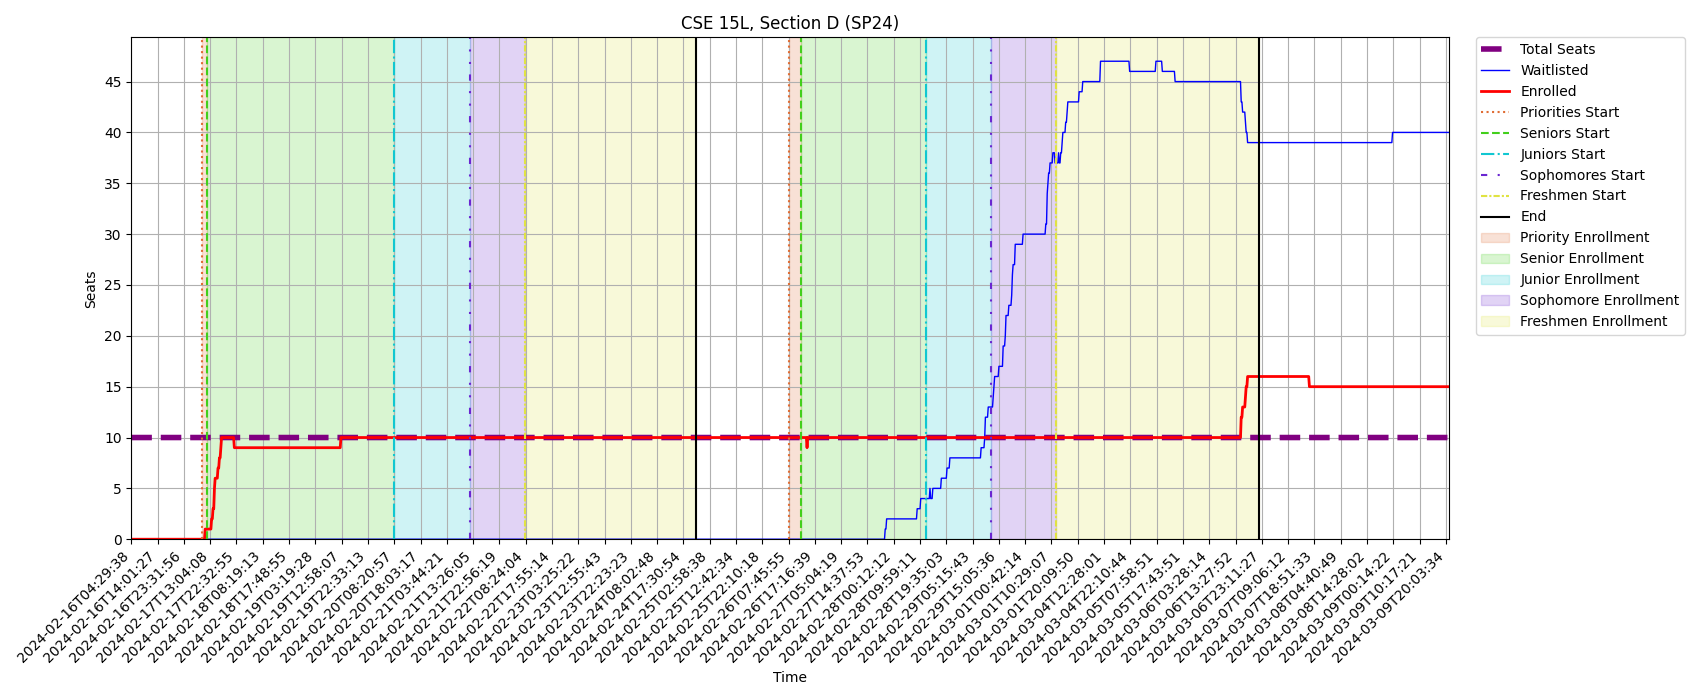 CSE 15L, Section D (SP24)
Seats
45
40
35
30
25
20
15
10
5
0
2024-02-16T04:29:38
2024-02-16T14:01:27
2024-02-16T23:31:56
2024-02-17T13:04:08
2024-02-17T22:32:55
2024-02-18T08:19:13
2024-02-18T17:48:55
2024-02-19T03:19:28
2024-02-19T12:58:07
2024-02-19T22:33:13
2024-02-20T08:20:57
2024-02-20T18:03:17
2024-02-21T03:44:21
2024-02-21T13:26:05
2024-02-21T22:56:19
2024-02-22T08:24:04
2024-02-22T17:55:14
2024-02-23T03:25:22
2024-02-23T12:55:43
2024-02-23T22:23:23
2024-02-24T08:02:48
2024-02-24T17:30:54
2024-02-25T02:58:38
2024-02-25T12:42:34
2024-02-25T22:10:18
2024-02-26T07:45:55
2024-02-26T17:16:39
2024-02-27T05:04:19
2024-02-27T14:37:53
2024-02-28T00:12:12
2024-02-28T09:59:11
2024-02-28T19:35:03
2024-02-29T05:15:43
2024-02-29T15:05:36
2024-03-01T00:42:14
2024-03-01T10:29:07
2024-03-01T20:09:50
2024-03-04T12:28:01
2024-03-04T22:10:44
2024-03-05T07:58:51
2024-03-05T17:43:51
2024-03-06T03:28:14
2024-03-06T13:27:52
2024-03-06T23:11:27
2024-03-07T09:06:12
2024-03-07T18:51:33
2024-03-08T04:40:49
2024-03-08T14:28:02
2024-03-09T00:14:22
2024-03-09T10:17:21
2024-03-09T20:03:34
Time
Total Seats
Waitlisted
Enrolled
Priorities Start
Seniors Start
Juniors Start
Sophomores Start
Freshmen Start
End
Priority Enrollment
Senior Enrollment
Junior Enrollment
Sophomore Enrollment
Freshmen Enrollment